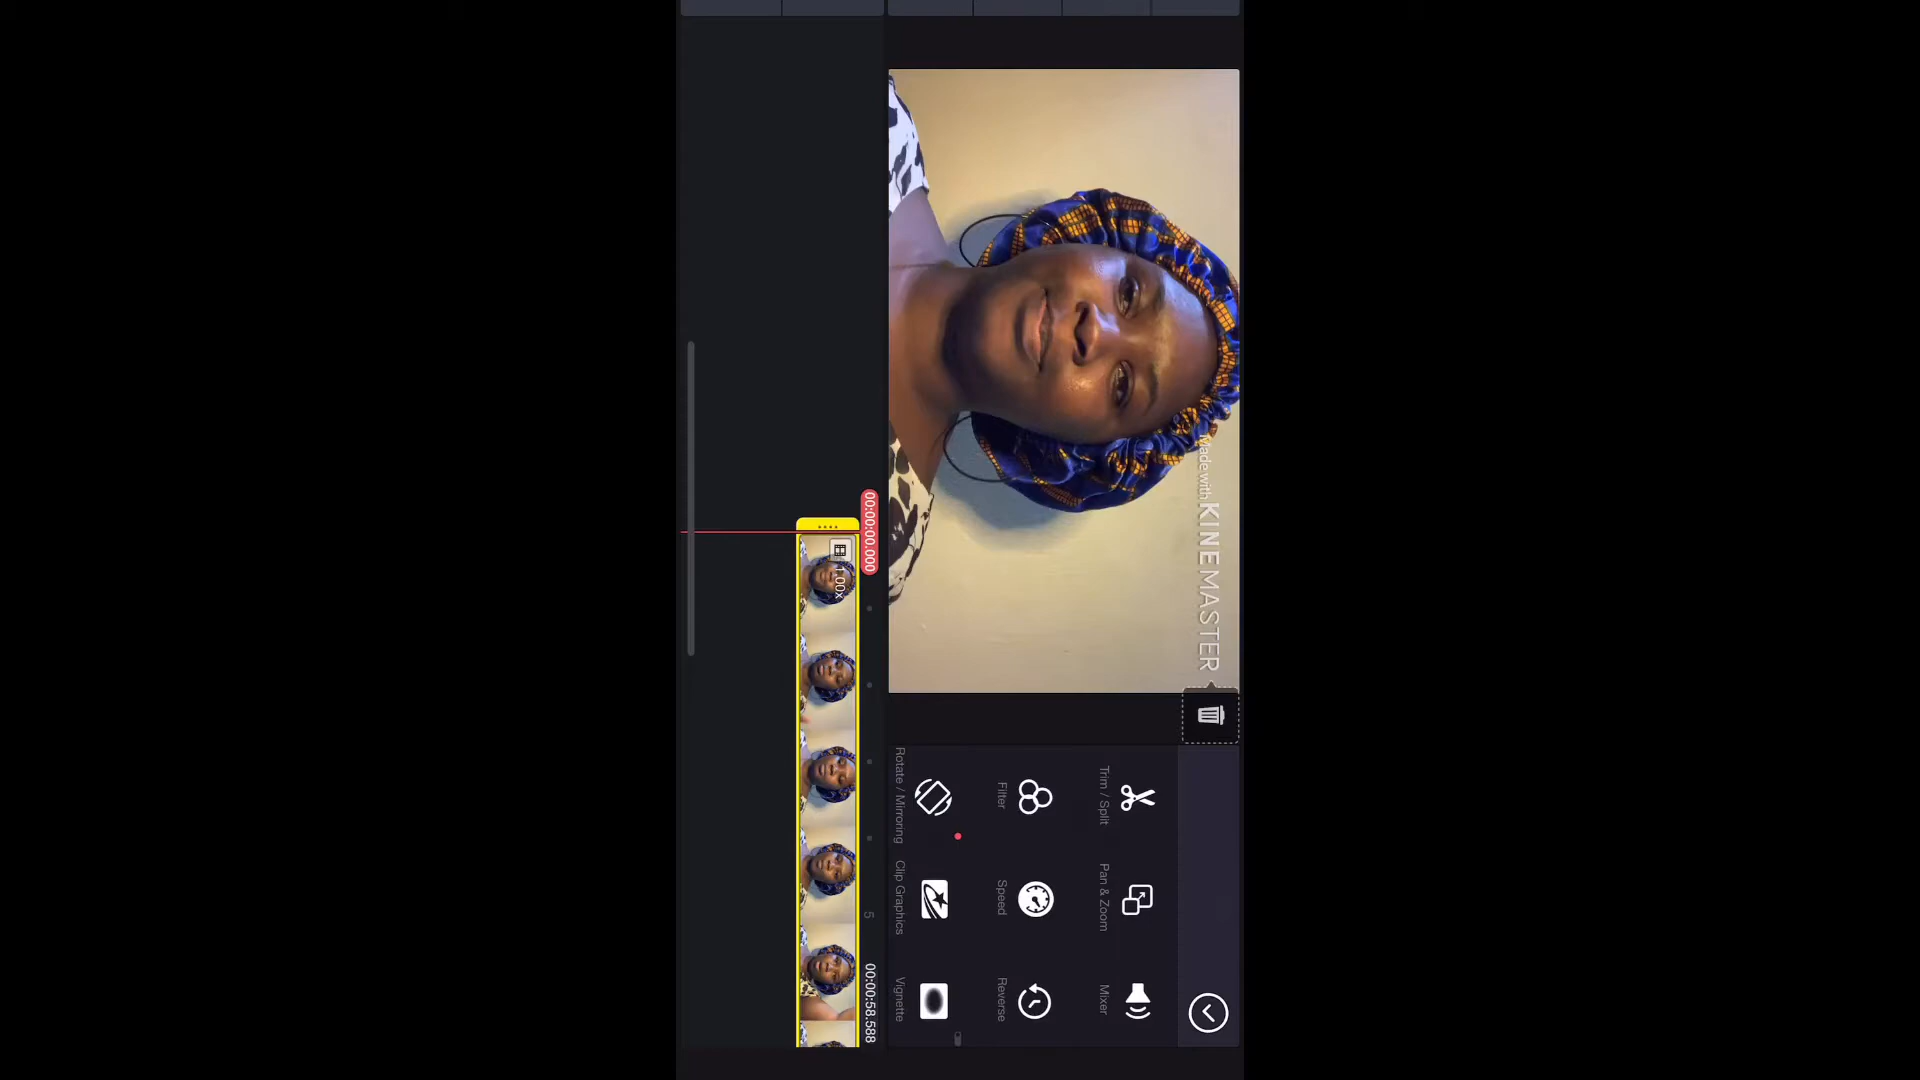 Made with KINEMASTER
Trim / Split
Pan & Zoom
Mixer
Filter
Speed
Reverse
Rotate / Mirroring
Clip Graphics
Vignette
00:00:00.000
5
00:00:58.588
1.00x